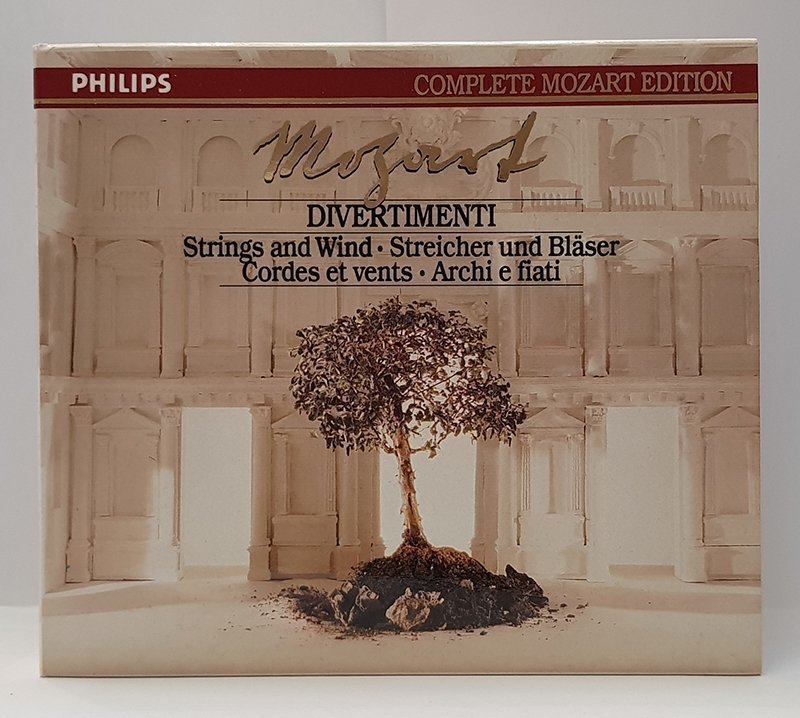 PHILIPS
COMPLETE MOZART EDITION
Mozart
DIVERTIMENTI
Strings and Wind · Streicher und Bläser
Cordes et vents · Archi e fiati